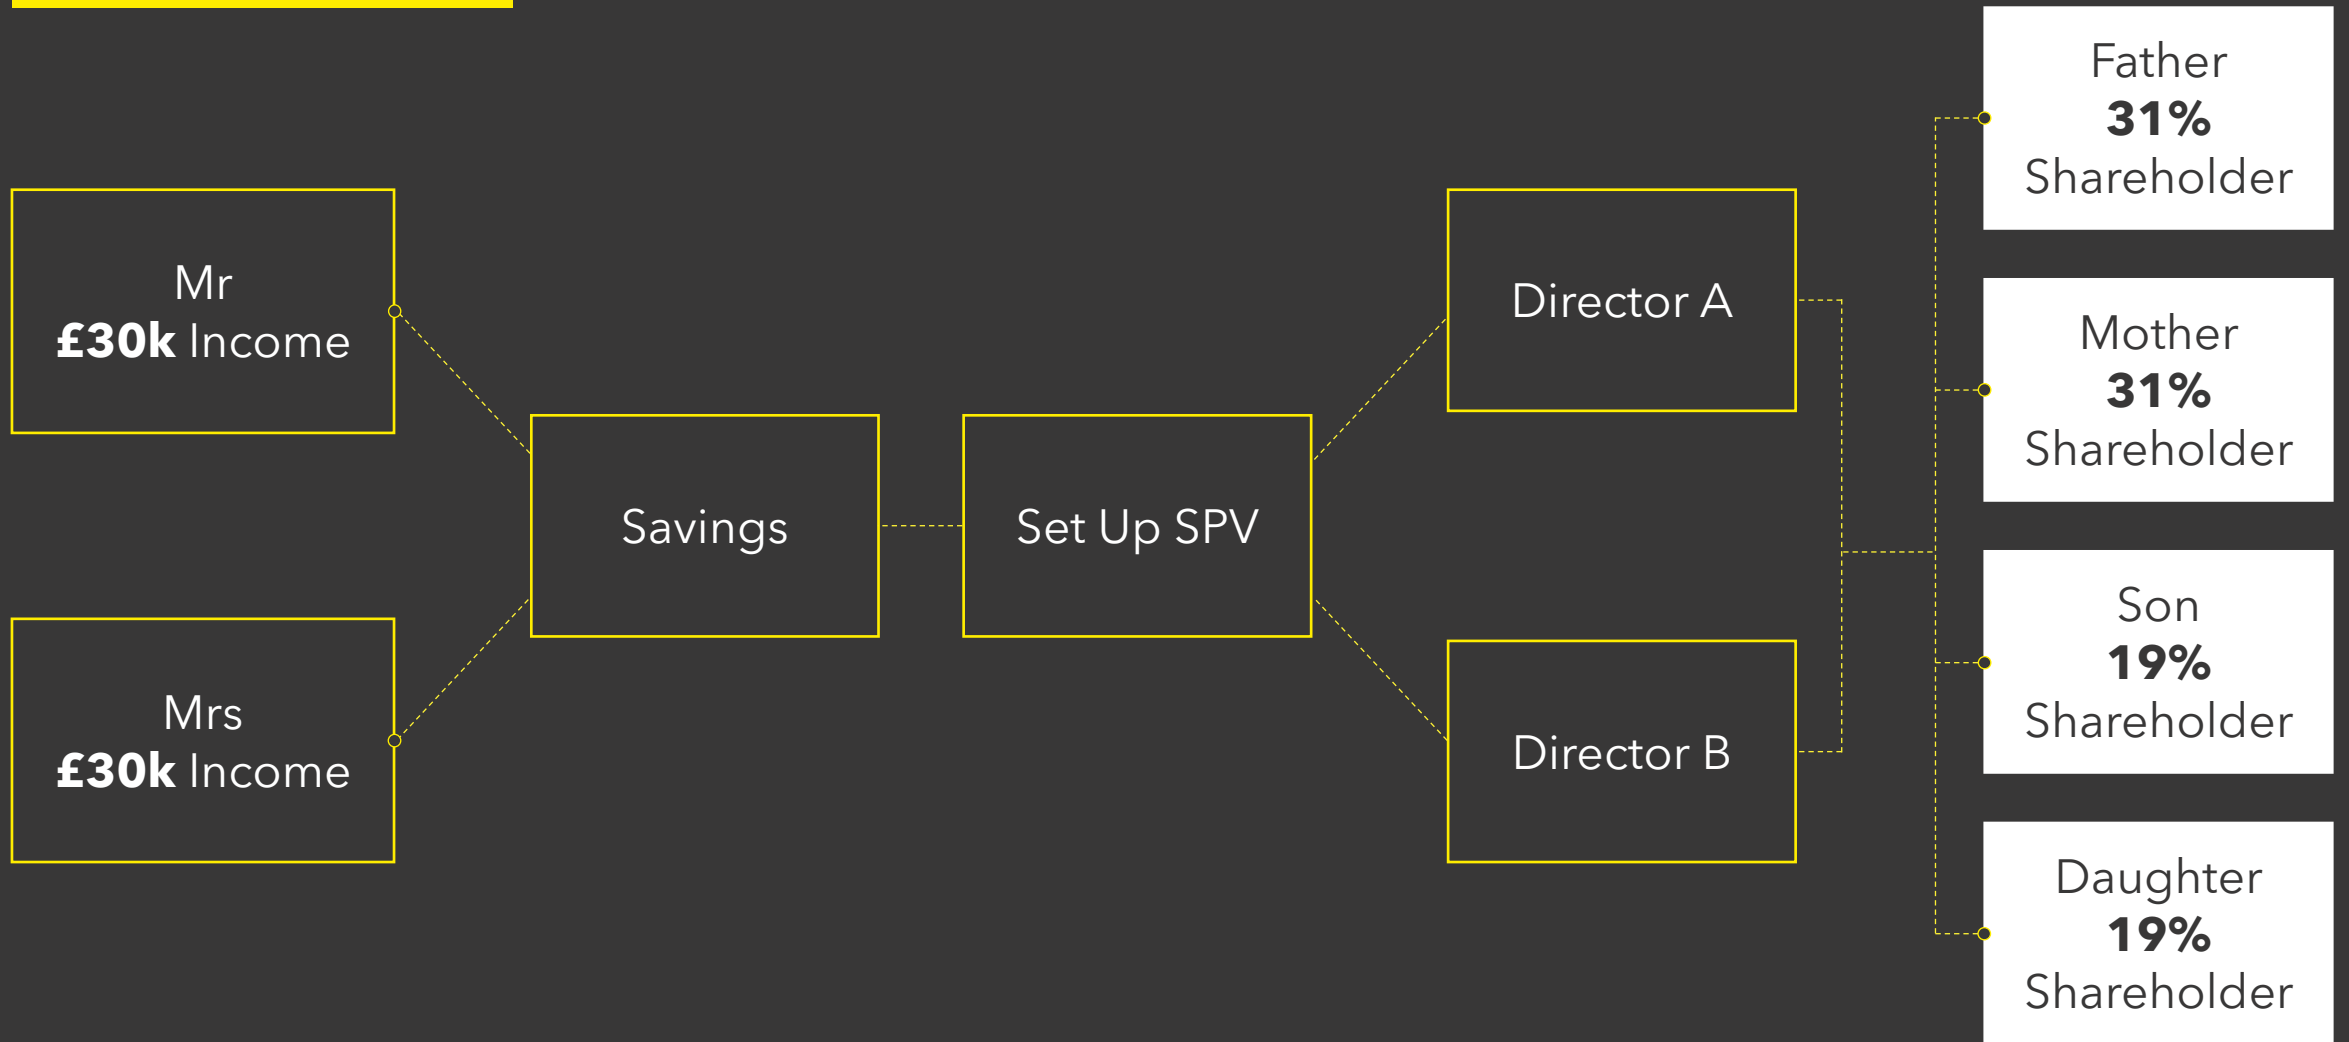 Mr
£30k Income
Mrs
£30k Income
Savings
Set Up SPV
Director A
Director B
Father
31%
Shareholder
Mother
31%
Shareholder
Son
19%
Shareholder
Daughter
19%
Shareholder